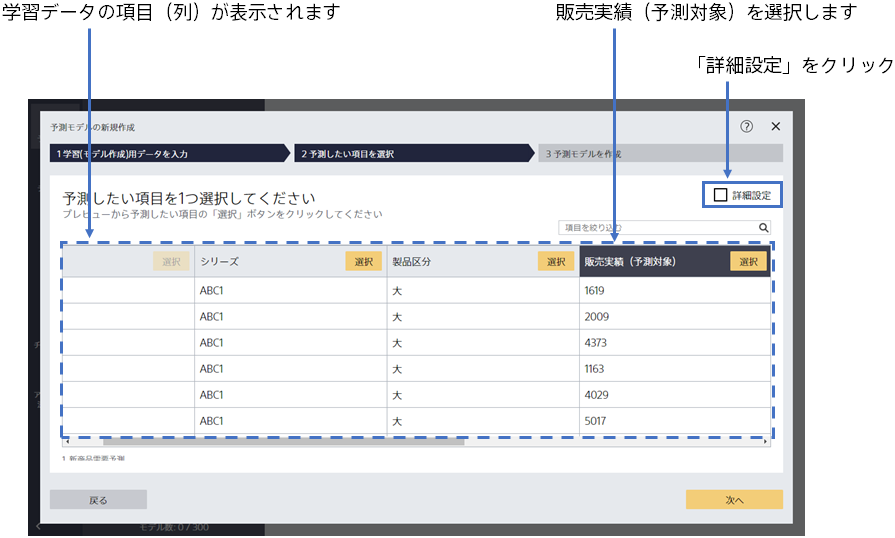 学習データの項目（列）が表示されます
販売実績（予測対象）を選択します
「詳細設定」をクリック
予測モデルの新規作成
1 学習(モデル作成)用データを入力
2 予測したい項目を選択
3 予測モデルを作成
予測したい項目を1つ選択してください
プレビューから予測したい項目の「選択」ボタンをクリックしてください
詳細設定
項目を絞り込む
選択 シリーズ 選択 製品区分 選択 販売実績（予測対象） 選択
ABC1 大 1619
ABC1 大 2009
ABC1 大 4373
ABC1 大 1163
ABC1 大 4029
ABC1 大 5017
1.新商品需要予測
戻る
次へ
モデル数: 0 / 300